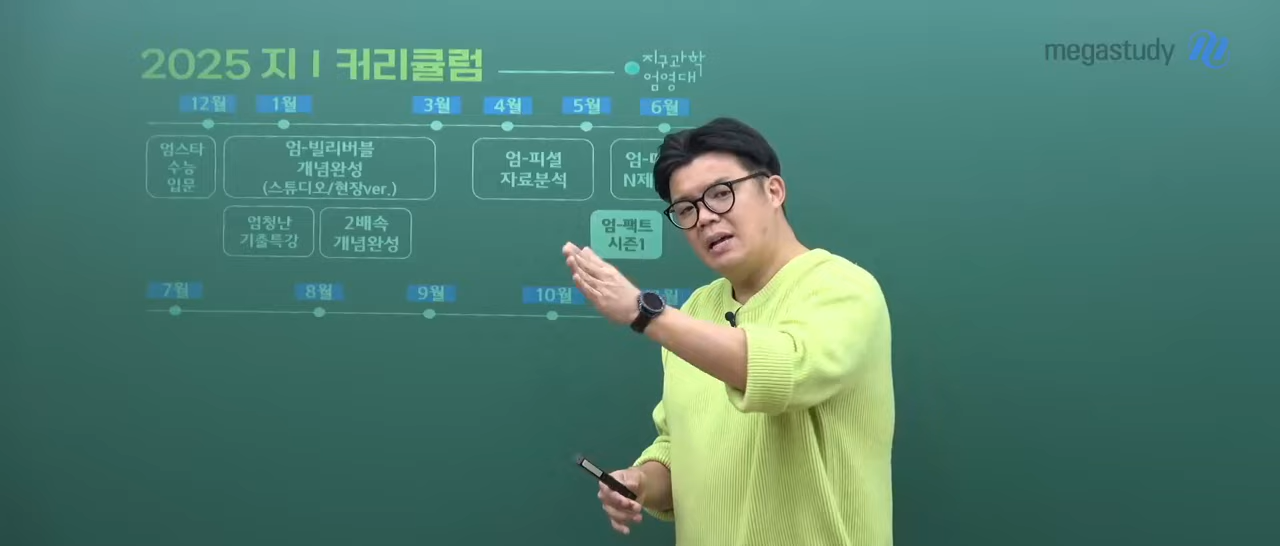 2025 지 I 커리큘럼
지구과학
엄영대
megastudy
12월 1월 3월 4월 5월 6월
엄스타
수능
입문
엄-빌리버블
개념완성
(스튜디오/현장ver.)
엄-피셜
자료분석
N제
엄청난
기출특강
2배속
개념완성
엄-팩트
시즌1
7월 8월 9월 10월